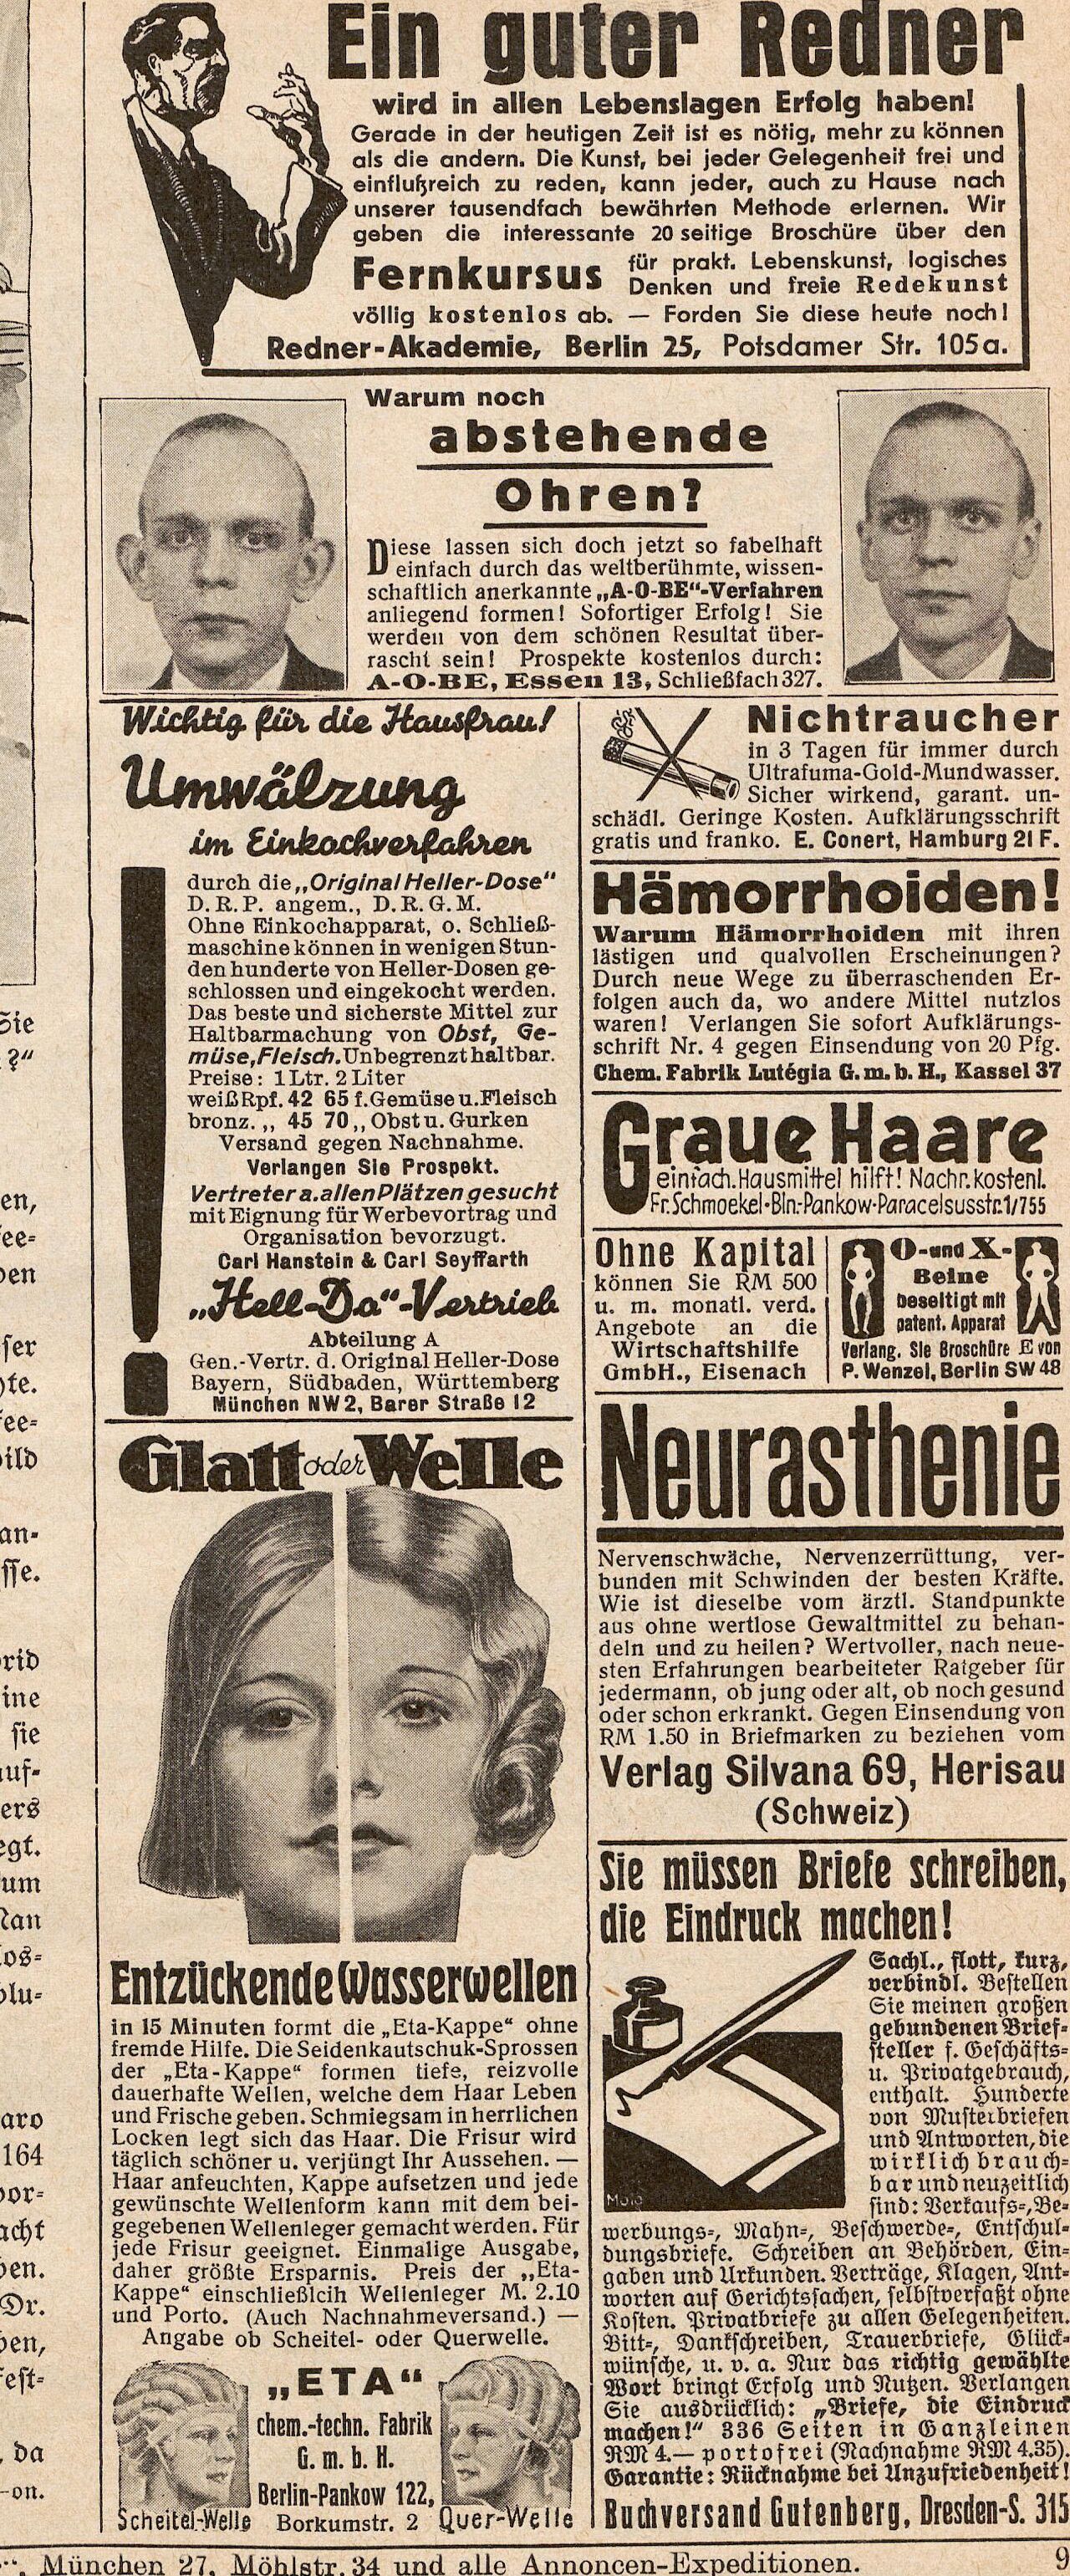 Ein guter Redner
wird in allen Lebenslagen Erfolg haben!
Gerade in der heutigen Zeit ist es nötig, mehr zu können
als die andern. Die Kunst, bei jeder Gelegenheit frei und
einflußreich zu reden, kann jeder, auch zu Hause nach
unserer tausendfach bewährten Methode erlernen. Wir
geben die interessante 20 seitige Broschüre über den
Fernkursus für prakt. Lebenskunst, logisches
Denken und freie Redekunst
völlig kostenlos ab. — Forden Sie diese heute noch!
Redner-Akademie, Berlin 25, Potsdamer Str. 105a.
Warum noch
abstehende
Ohren?
Diese lassen sich doch jetzt so fabelhaft
einfach durch das weltberühmte, wissen-
schaftlich anerkannte „A-O-BE“-Verfahren
anliegend formen! Sofortiger Erfolg! Sie
werden von dem schönen Resultat über-
rascht sein! Prospekte kostenlos durch:
A-O-BE, Essen 13, Schließfach 327.
Wichtig für die Hausfrau!
Umwälzung
im Einkochverfahren
durch die „Original Heller-Dose“
D.R.P. angem., D.R.G.M.
Ohne Einkochapparat, o. Schließ-
maschine können in wenigen Stun-
den hunderte von Heller-Dosen ge-
schlossen und eingekocht werden.
Das beste und sicherste Mittel zur
Haltbarmachung von Obst, Ge-
müse, Fleisch. Unbegrenzt haltbar.
Preise: 1 Ltr. 2 Liter
weiß Rpf. 42 65 f. Gemüse u. Fleisch
bronz. „ 45 70 „ Obst u. Gurken
Versand gegen Nachnahme.
Verlangen Sie Prospekt.
Vertreter a. allen Plätzen gesucht
mit Eignung für Werbevortrag und
Organisation bevorzugt.
Carl Hanstein & Carl Seyffarth
„Hell-Do“-Vertrieb
Abteilung A
Gen.-Vertr. d. Original Heller-Dose
Bayern, Südbaden, Württemberg
München NW 2, Barer Straße 12
Glatt oder Welle
Entzückende Wasserwellen
in 15 Minuten formt die „Eta-Kappe“ ohne
fremde Hilfe. Die Seidenkautschuk-Sprossen
der „Eta-Kappe“ formen tiefe, reizvolle
dauerhafte Wellen, welche dem Haar Leben
und Frische geben. Schmiegsam in herrlichen
Locken legt sich das Haar. Die Frisur wird
täglich schöner u. verjüngt Ihr Aussehen. —
Haar anfeuchten, Kappe aufsetzen und jede
gewünschte Wellenform kann mit dem bei-
gegebenen Wellenleger gemacht werden. Für
jede Frisur geeignet. Einmalige Ausgabe,
daher größte Ersparnis. Preis der „Eta-
Kappe“ einschließlcih Wellenleger M. 2.10
und Porto. (Auch Nachnahmeversand.) —
Angabe ob Scheitel- oder Querwelle.
„ETA“
chem.-techn. Fabrik
G. m. b. H.
Berlin-Pankow 122,
Borkumstr. 2
Scheitel-Welle
Quer-Welle
Nichtraucher
in 3 Tagen für immer durch
Ultrafuma-Gold-Mundwasser.
Sicher wirkend, garant. un-
schädl. Geringe Kosten. Aufklärungsschrift
gratis und franko. E. Conert, Hamburg 21 F.
Hämorrhoiden!
Warum Hämorrhoiden mit ihren
lästigen und qualvollen Erscheinungen?
Durch neue Wege zu überraschenden Er-
folgen auch da, wo andere Mittel nutzlos
waren! Verlangen Sie sofort Aufklärungs-
schrift Nr. 4 gegen Einsendung von 20 Pfg.
Chem. Fabrik Lutégia G. m. b. H., Kassel 37
Graue Haare
einfach. Hausmittel hilft! Nachr. kostenl.
Fr. Schmoekel·Bln.-Pankow·Paracelsusstr. 1/755
Ohne Kapital
können Sie RM 500
u. m. monatl. verd.
Angebote an die
Wirtschaftshilfe
GmbH., Eisenach
O- und X-
Beine
beseitigt mit
patent. Apparat
Verlang. Sie Broschüre E von
P. Wenzel, Berlin SW 48
Neurasthenie
Nervenschwäche, Nervenzerrüttung, ver-
bunden mit Schwinden der besten Kräfte.
Wie ist dieselbe vom ärztl. Standpunkte
aus ohne wertlose Gewaltmittel zu behan-
deln und zu heilen? Wertvoller, nach neue-
sten Erfahrungen bearbeiteter Ratgeber für
jedermann, ob jung oder alt, ob noch gesund
oder schon erkrankt. Gegen Einsendung von
RM 1.50 in Briefmarken zu beziehen vom
Verlag Silvana 69, Herisau
(Schweiz)
Sie müssen Briefe schreiben,
die Eindruck machen!
Sachl., flott, kurz,
verbindl. Bestellen
Sie meinen großen
gebundenen Brief-
steller f. Geschäfts-
u. Privatgebrauch,
enthalt. Hunderte
von Musterbriefen
und Antworten, die
wirklich brauch-
bar und neuzeitlich
sind: Verkaufs-, Be-
werbungs-, Mahn-, Beschwerde-, Entschul-
dungsbriefe. Schreiben an Behörden, Ein-
gaben und Urkunden. Verträge, Klagen, Ant-
worten auf Gerichtssachen, selbstverfaßt ohne
Kosten. Privatbriefe zu allen Gelegenheiten.
Bitt-, Dankschreiben, Trauerbriefe, Glück-
wünsche, u. v. a. Nur das richtig gewählte
Wort bringt Erfolg und Nutzen. Verlangen
Sie ausdrücklich: „Briefe, die Eindruck
machen!“ 336 Seiten in Ganzleinen
RM 4.— portofrei (Nachnahme RM 4.35).
Garantie: Rücknahme bei Unzufriedenheit!
Buchversand Gutenberg, Dresden-S. 315
München 27, Möhlstr. 34 und alle Annoncen-Expeditionen.
9